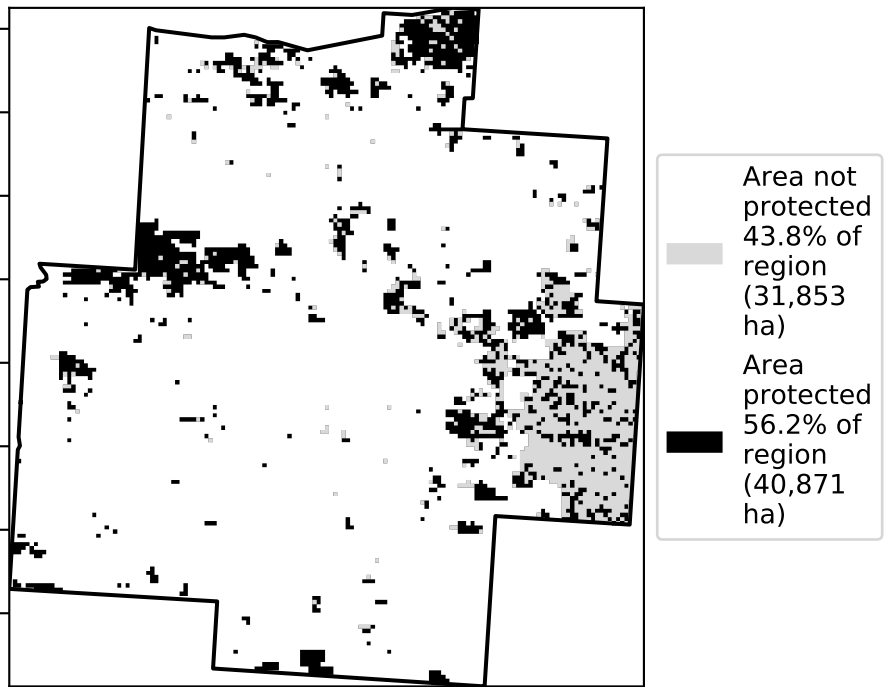 Area not
protected
43.8% of
region
(31,853
ha)
Area
protected
56.2% of
region
(40,871
ha)